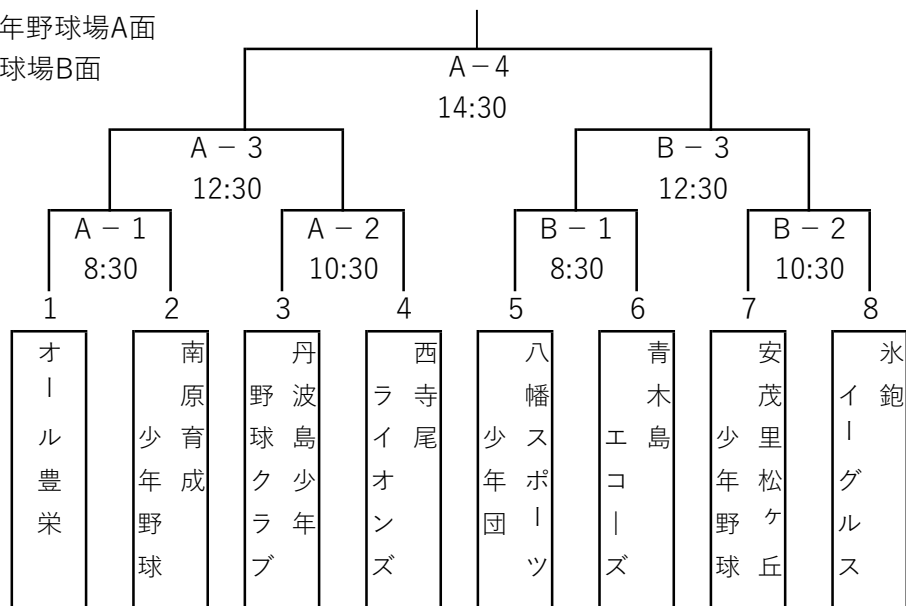 年野球場A面
球場B面
A－4
14:30
A－3
12:30
B－3
12:30
A－1
8:30
A－2
10:30
B－1
8:30
B－2
10:30
1
2
3
4
5
6
7
8
オール豊栄
南原育成
少年野球
丹波島少年
野球クラブ
西寺尾
ライオンズ
八幡スポーツ
少年団
青木島
エコーズ
安茂里松ヶ丘
少年野球
氷鉋
イーグルス